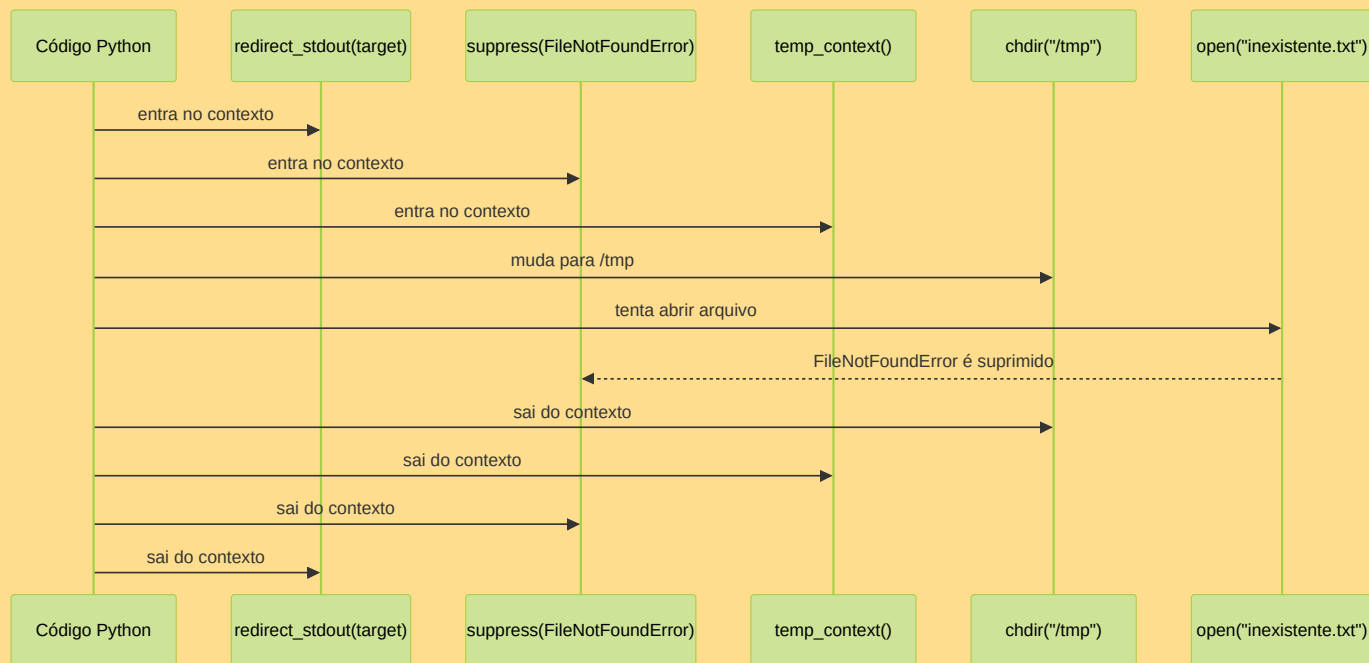 Código Python
redirect_stdout(target)
suppress(FileNotFoundError)
temp_context()
chdir("/tmp")
open("inexistente.txt")
entra no contexto
entra no contexto
entra no contexto
muda para /tmp
tenta abrir arquivo
FileNotFoundError é suprimido
sai do contexto
sai do contexto
sai do contexto
sai do contexto
Código Python
redirect_stdout(target)
suppress(FileNotFoundError)
temp_context()
chdir("/tmp")
open("inexistente.txt")